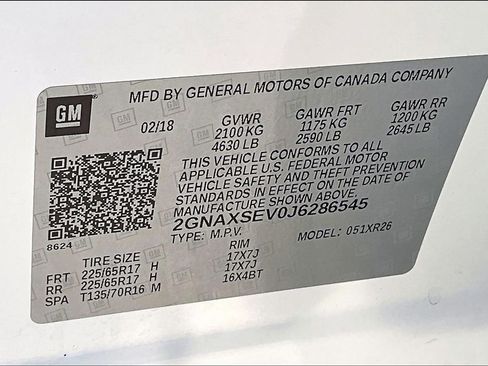 GM
MFD BY GENERAL MOTORS OF CANADA COMPANY
02/18 GVWR GAWR FRT GAWR RR
2100 KG 1175 KG 1200 KG
4630 LB 2590 LB 2645 LB
THIS VEHICLE CONFORMS TO ALL
APPLICABLE U.S. FEDERAL MOTOR
VEHICLE SAFETY AND THEFT PREVENTION
STANDARDS IN EFFECT ON THE DATE OF
MANUFACTURE SHOWN ABOVE.
2GNAXSEV0J6286545
8624
TYPE: M.P.V. MODEL: 051XR26
TIRE SIZE RIM
FRT 225/65R17 H 17X7J
RR 225/65R17 H 17X7J
SPA T135/70R16 M 16X4BT